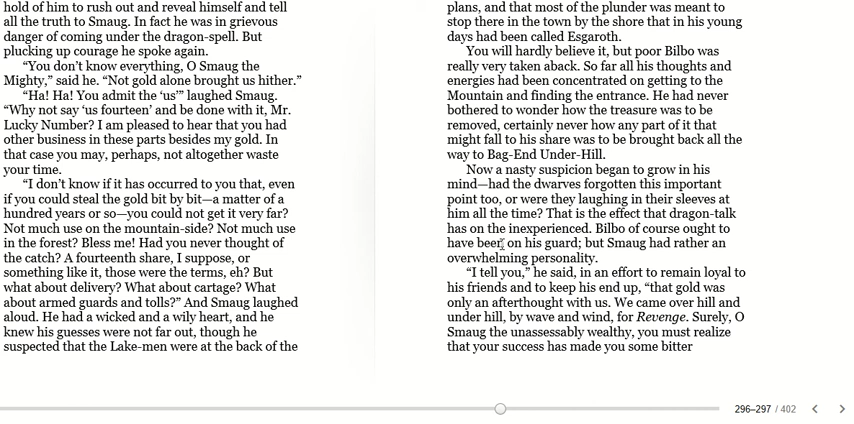 hold of him to rush out and reveal himself and tell
all the truth to Smaug. In fact he was in grievous
danger of coming under the dragon-spell. But
plucking up courage he spoke again.
“You don’t know everything, O Smaug the
Mighty,” said he. “Not gold alone brought us hither.”
“Ha! Ha! You admit the ‘us’” laughed Smaug.
“Why not say ‘us fourteen’ and be done with it, Mr.
Lucky Number? I am pleased to hear that you had
other business in these parts besides my gold. In
that case you may, perhaps, not altogether waste
your time.
“I don’t know if it has occurred to you that, even
if you could steal the gold bit by bit—a matter of a
hundred years or so—you could not get it very far?
Not much use on the mountain-side? Not much use
in the forest? Bless me! Had you never thought of
the catch? A fourteenth share, I suppose, or
something like it, those were the terms, eh? But
what about delivery? What about cartage? What
about armed guards and tolls?” And Smaug laughed
aloud. He had a wicked and a wily heart, and he
knew his guesses were not far out, though he
suspected that the Lake-men were at the back of the
plans, and that most of the plunder was meant to
stop there in the town by the shore that in his young
days had been called Esgaroth.
You will hardly believe it, but poor Bilbo was
really very taken aback. So far all his thoughts and
energies had been concentrated on getting to the
Mountain and finding the entrance. He had never
bothered to wonder how the treasure was to be
removed, certainly never how any part of it that
might fall to his share was to be brought back all the
way to Bag-End Under-Hill.
Now a nasty suspicion began to grow in his
mind—had the dwarves forgotten this important
point too, or were they laughing in their sleeves at
him all the time? That is the effect that dragon-talk
has on the inexperienced. Bilbo of course ought to
have been on his guard; but Smaug had rather an
overwhelming personality.
“I tell you,” he said, in an effort to remain loyal to
his friends and to keep his end up, “that gold was
only an afterthought with us. We came over hill and
under hill, by wave and wind, for Revenge. Surely, O
Smaug the unassessably wealthy, you must realize
that your success has made you some bitter
296–297 / 402